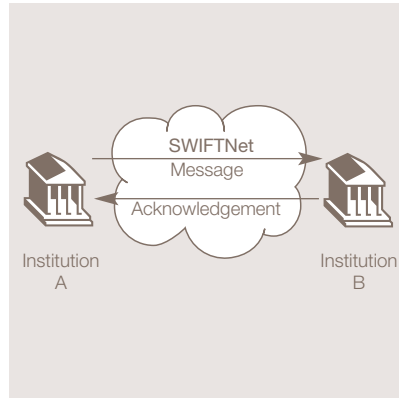 SWIFTNet
Message
Acknowledgement
Institution
A
Institution
B